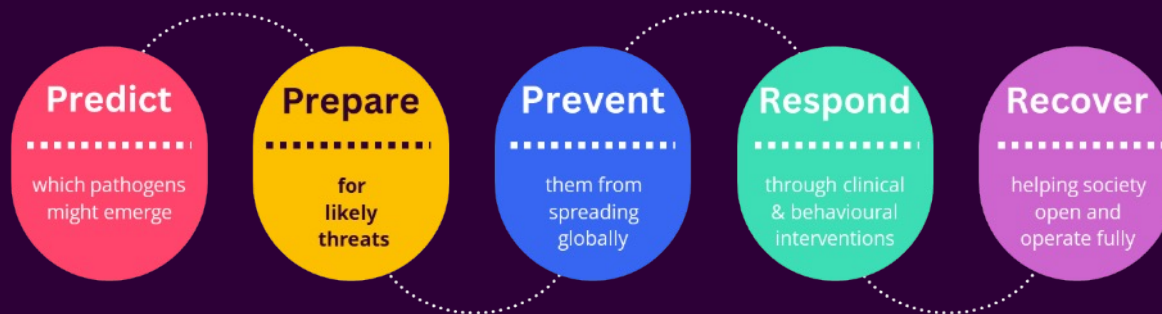 Predict
which pathogens
might emerge
Prepare
for
likely
threats
Prevent
them from
spreading
globally
Respond
through clinical
& behavioural
interventions
Recover
helping society
open and
operate fully